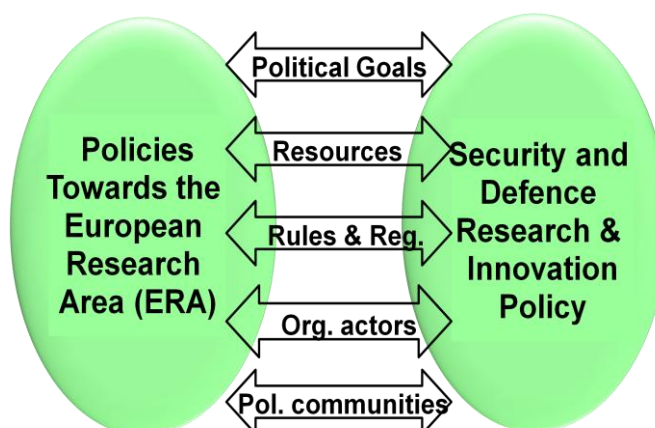 Political Goals
Policies
Towards the
European
Research
Area (ERA)
Resources
Rules & Reg.
Org. actors
Pol. communities
Security and
Defence
Research &
Innovation
Policy